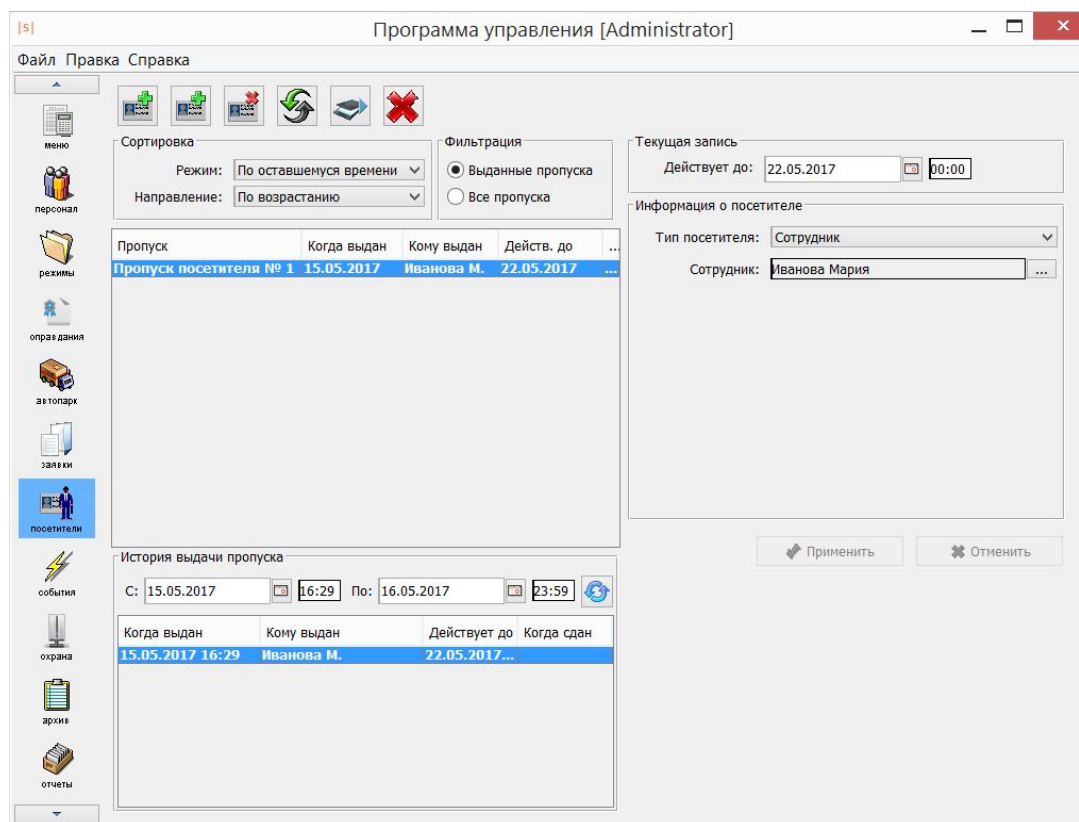 |s|
Программа управления [Administrator]
Файл Правка Справка
меню
персонал
режимы
оправдания
автопарк
заявки
посетители
события
охрана
архив
отчеты
Сортировка
Режим: По оставшемуся времени
Направление: По возрастанию
Фильтрация
Выданные пропуска
Все пропуска
Пропуск Когда выдан Кому выдан Действ. до ...
Пропуск посетителя № 1 15.05.2017 Иванова М. 22.05.2017 ...
История выдачи пропуска
С: 15.05.2017 16:29 По: 16.05.2017 23:59
Когда выдан Кому выдан Действует до Когда сдан
15.05.2017 16:29 Иванова М. 22.05.2017...
Текущая запись
Действует до: 22.05.2017 00:00
Информация о посетителе
Тип посетителя: Сотрудник
Сотрудник: Иванова Мария ...
Применить Отменить